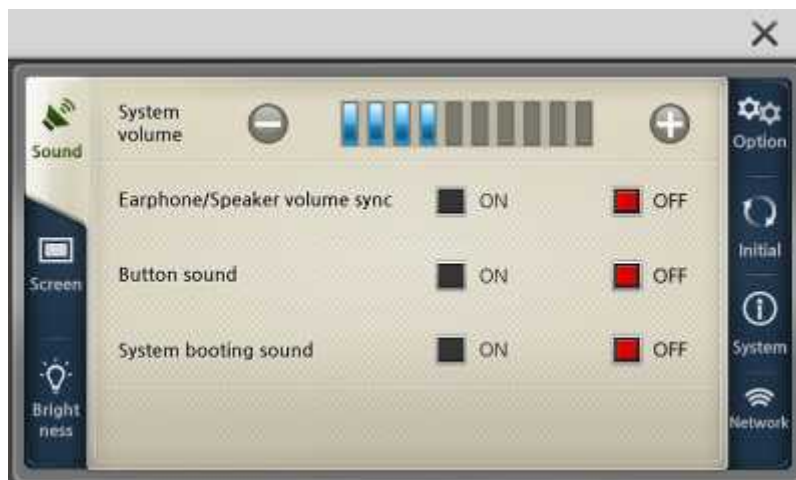 Sound
Screen
Bright
ness
System
volume
Earphone/Speaker volume sync ON OFF
Button sound ON OFF
System booting sound ON OFF
Option
Initial
System
Network